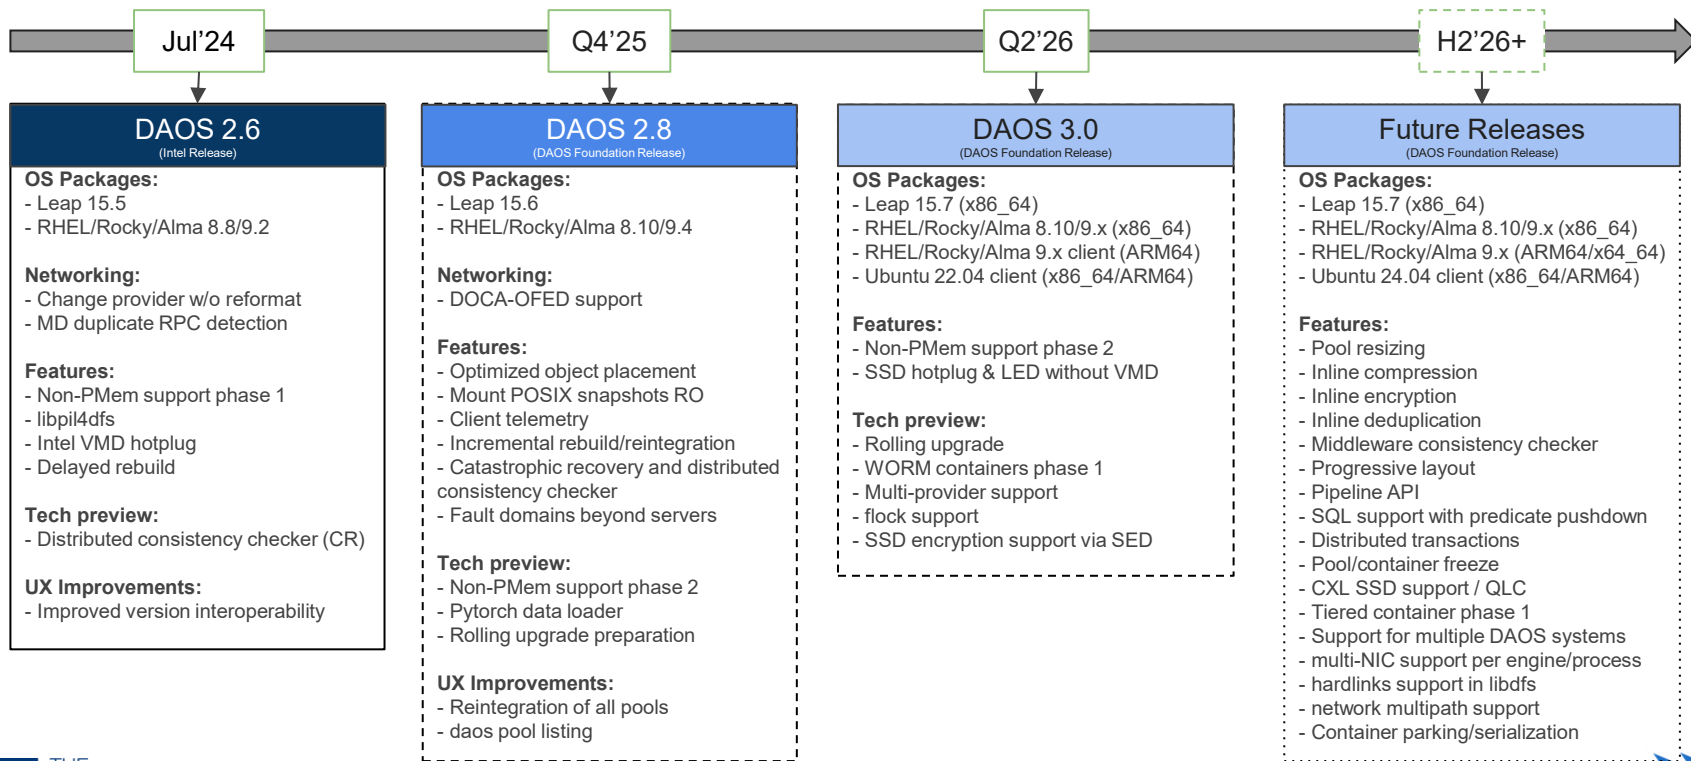 Jul'24
Q4'25
Q2'26
H2'26+
DAOS 2.6
(Intel Release)
OS Packages:
- Leap 15.5
- RHEL/Rocky/Alma 8.8/9.2
Networking:
- Change provider w/o reformat
- MD duplicate RPC detection
Features:
- Non-PMem support phase 1
- libpil4dfs
- Intel VMD hotplug
- Delayed rebuild
Tech preview:
- Distributed consistency checker (CR)
UX Improvements:
- Improved version interoperability
DAOS 2.8
(DAOS Foundation Release)
OS Packages:
- Leap 15.6
- RHEL/Rocky/Alma 8.10/9.4
Networking:
- DOCA-OFED support
Features:
- Optimized object placement
- Mount POSIX snapshots RO
- Client telemetry
- Incremental rebuild/reintegration
- Catastrophic recovery and distributed
consistency checker
- Fault domains beyond servers
Tech preview:
- Non-PMem support phase 2
- Pytorch data loader
- Rolling upgrade preparation
UX Improvements:
- Reintegration of all pools
- daos pool listing
DAOS 3.0
(DAOS Foundation Release)
OS Packages:
- Leap 15.7 (x86_64)
- RHEL/Rocky/Alma 8.10/9.x (x86_64)
- RHEL/Rocky/Alma 9.x client (ARM64)
- Ubuntu 22.04 client (x86_64/ARM64)
Features:
- Non-PMem support phase 2
- SSD hotplug & LED without VMD
Tech preview:
- Rolling upgrade
- WORM containers phase 1
- Multi-provider support
- flock support
- SSD encryption support via SED
Future Releases
(DAOS Foundation Release)
OS Packages:
- Leap 15.7 (x86_64)
- RHEL/Rocky/Alma 8.10/9.x (x86_64)
- RHEL/Rocky/Alma 9.x (ARM64/x64_64)
- Ubuntu 24.04 client (x86_64/ARM64)
Features:
- Pool resizing
- Inline compression
- Inline encryption
- Inline deduplication
- Middleware consistency checker
- Progressive layout
- Pipeline API
- SQL support with predicate pushdown
- Distributed transactions
- Pool/container freeze
- CXL SSD support / QLC
- Tiered container phase 1
- Support for multiple DAOS systems
- multi-NIC support per engine/process
- hardlinks support in libdfs
- network multipath support
- Container parking/serialization
THE